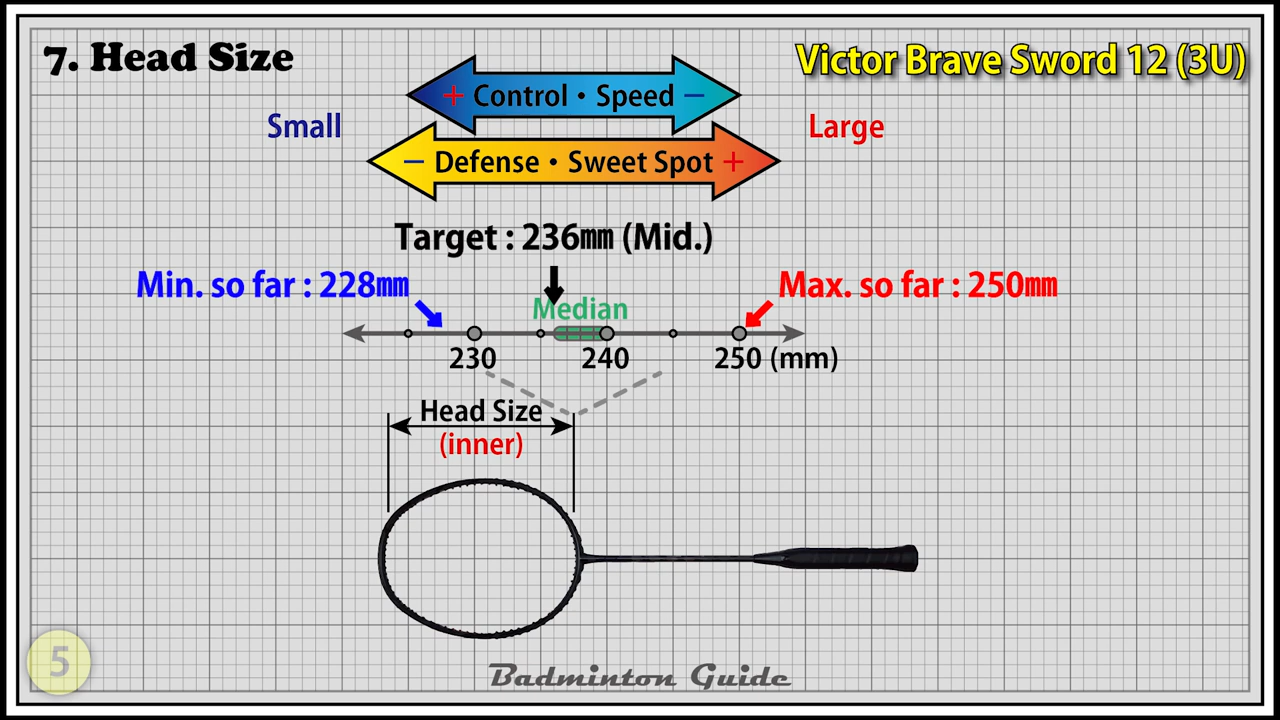 7. Head Size
Victor Brave Sword 12 (3U)
+ Control • Speed −
Small
Large
− Defense • Sweet Spot +
Target : 236㎜ (Mid.)
Min. so far : 228㎜
Max. so far : 250㎜
Median
230
240
250 (mm)
Head Size
(inner)
5
Badminton Guide